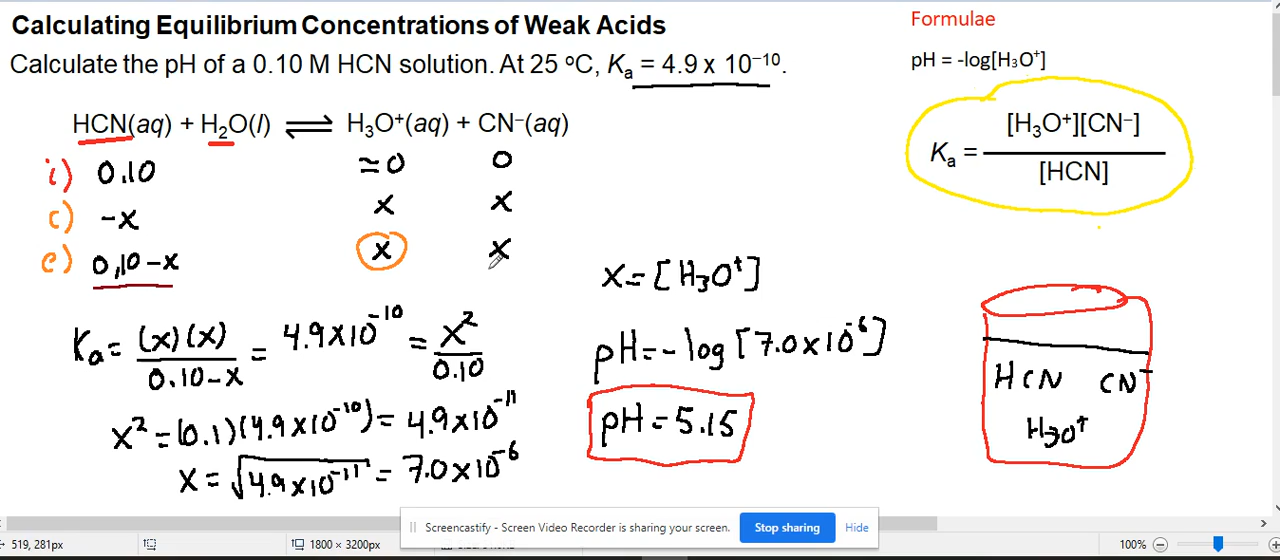 Calculating Equilibrium Concentrations of Weak Acids
Calculate the pH of a 0.10 M HCN solution. At 25 °C, Kₐ = 4.9 x 10⁻¹⁰.
HCN(aq) + H₂O(l) ⇌ H₃O⁺(aq) + CN⁻(aq)
i) 0.10 ≃0 0
c) -x x x
e) 0,10-x x x
Kₐ= (x)(x) / 0.10-x = 4.9x10⁻¹⁰ = x² / 0.10
x² = (0.1)(4.9x10⁻¹⁰) = 4.9x10⁻¹¹
x = √4.9x10⁻¹¹ = 7.0x10⁻⁶
x = [H₃O⁺]
pH = -log[7.0x10⁻⁶]
pH = 5.15
Formulae
pH = -log[H₃O⁺]
Kₐ = [H₃O⁺][CN⁻] / [HCN]
HCN CN⁻
H₃O⁺
Screencastify - Screen Video Recorder is sharing your screen. Stop sharing Hide
519, 281px 1800 × 3200px 100%